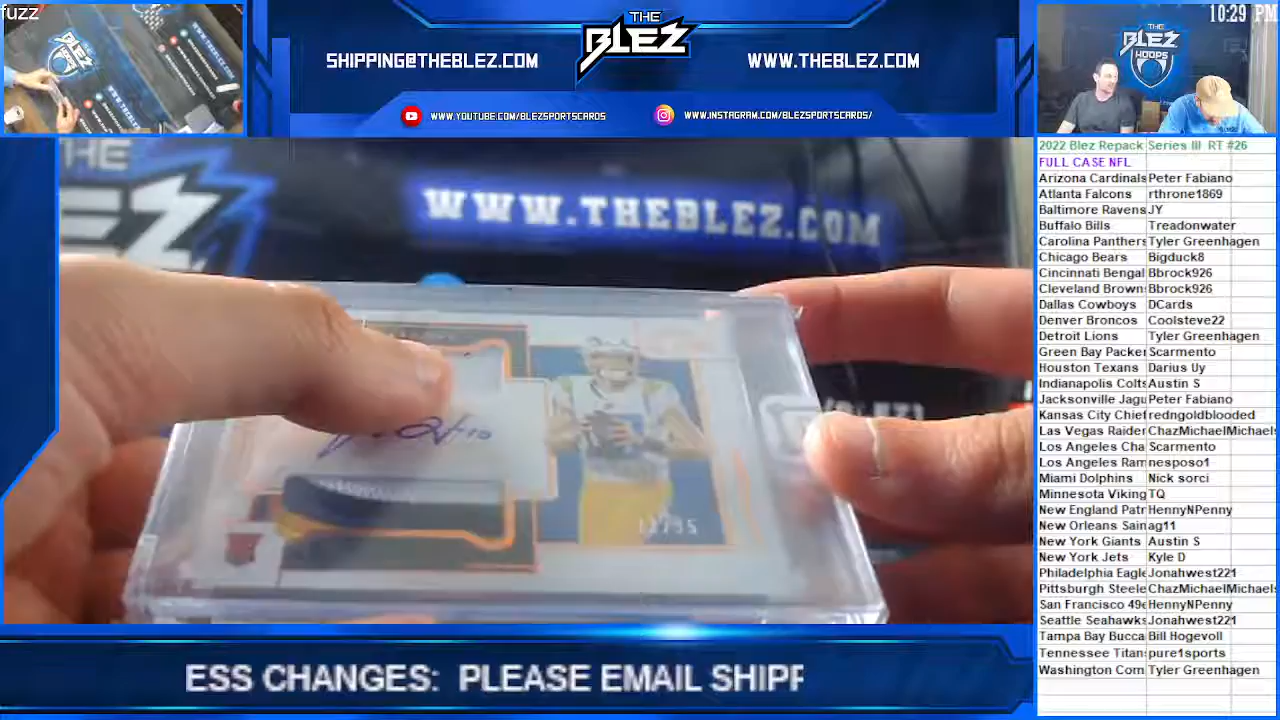 fuzz
10:29 PM
THE
BLEZ
SHIPPING@THEBLEZ.COM
WWW.THEBLEZ.COM
WWW.YOUTUBE.COM/BLEZSPORTSCARDS
WWW.INSTAGRAM.COM/BLEZSPORTSCARDS/
THE
BLEZ
HOOPS
THE
WWW.THEBLEZ.COM
2022 Blez Repack Series III RT #26
FULL CASE NFL
Arizona Cardinals Peter Fabiano
Atlanta Falcons rthrone1869
Baltimore Ravens JY
Buffalo Bills Treadonwater
Carolina Panthers Tyler Greenhagen
Chicago Bears Bigduck8
Cincinnati Bengal Bbrock926
Cleveland Brown Bbrock926
Dallas Cowboys DCards
Denver Broncos Coolsteve22
Detroit Lions Tyler Greenhagen
Green Bay Packer Scarmento
Houston Texans Darius Uy
Indianapolis Colts Austin S
Jacksonville Jagu Peter Fabiano
Kansas City Chief redngoldblooded
Las Vegas Raider ChazMichaelMichaels
Los Angeles Cha Scarmento
Los Angeles Ram nesposo1
Miami Dolphins Nick sorci
Minnesota Viking TQ
New England Patr HennyNPenny
New Orleans Sain ag11
New York Giants Austin S
New York Jets Kyle D
Philadelphia Eagle Jonahwest221
Pittsburgh Steele ChazMichaelMichaels
San Francisco 49e HennyNPenny
Seattle Seahawks Jonahwest221
Tampa Bay Bucca Bill Hogevoll
Tennessee Titan pure1sports
Washington Com Tyler Greenhagen
ESS CHANGES: PLEASE EMAIL SHIPP